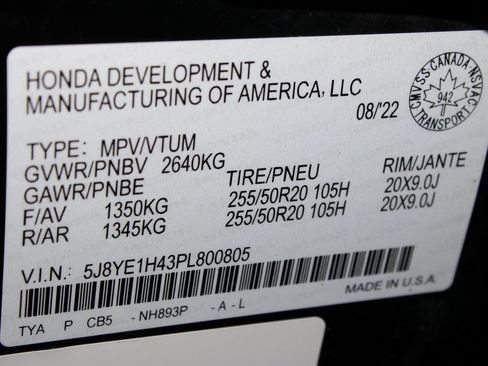 HONDA DEVELOPMENT &
MANUFACTURING OF AMERICA, LLC
08/'22
CMVSS CANADA NSVAC
942
TRANSPORT
TYPE: MPV/VTUM
GVWR/PNBV 2640KG
GAWR/PNBE TIRE/PNEU RIM/JANTE
F/AV 1350KG 255/50R20 105H 20X9.0J
R/AR 1345KG 255/50R20 105H 20X9.0J
V.I.N.: 5J8YE1H43PL800805
MADE IN U.S.A.
TYA P CB5 - NH893P - A - L